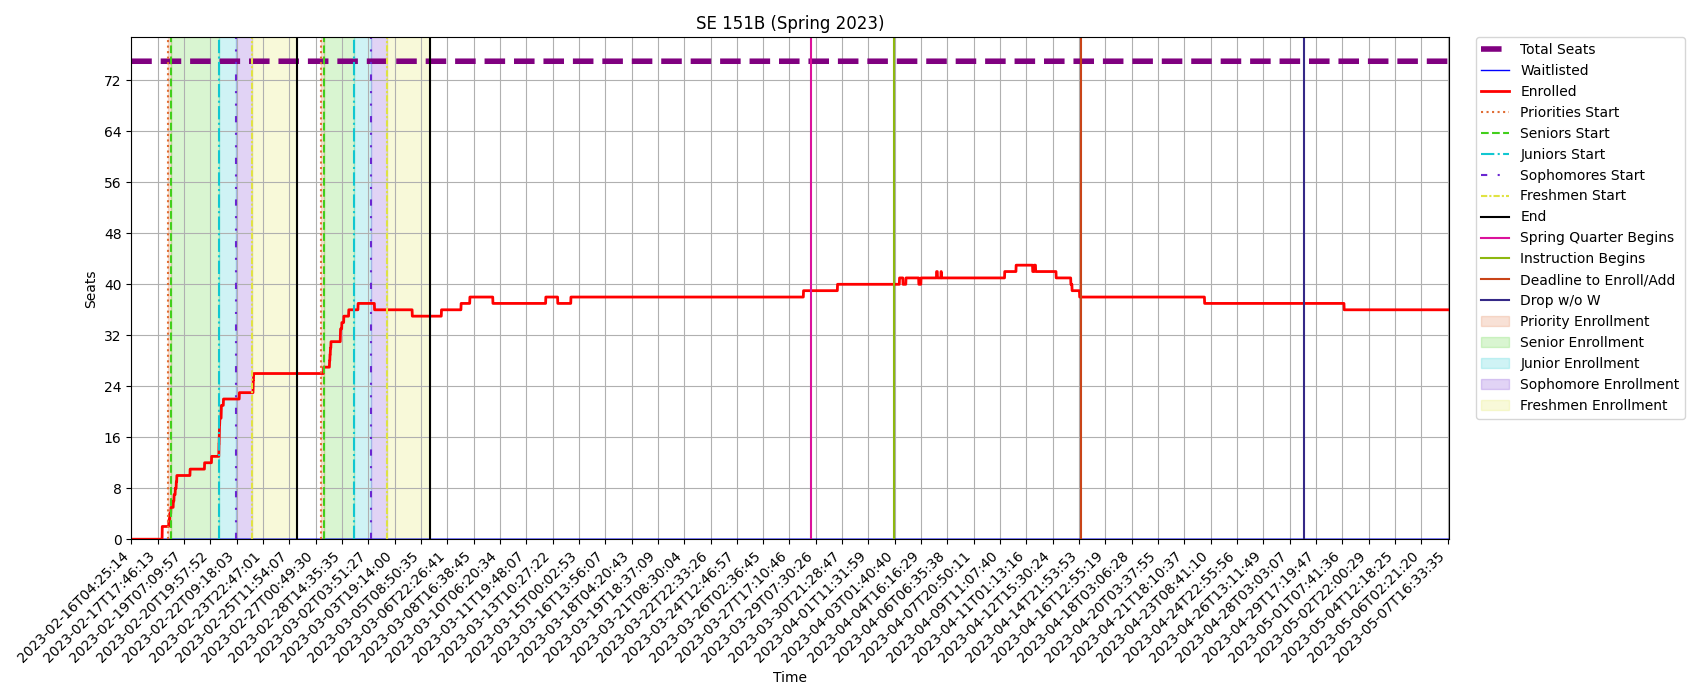 SE 151B (Spring 2023)
Seats
72
64
56
48
40
32
24
16
8
0
2023-02-16T04:25:14
2023-02-17T17:46:13
2023-02-19T07:09:57
2023-02-20T19:57:52
2023-02-22T09:18:03
2023-02-23T22:47:01
2023-02-25T11:54:07
2023-02-27T00:49:30
2023-02-28T14:35:35
2023-03-02T03:51:27
2023-03-03T19:14:00
2023-03-05T08:50:35
2023-03-06T22:26:41
2023-03-08T16:38:45
2023-03-10T06:20:34
2023-03-11T19:48:07
2023-03-13T10:27:22
2023-03-15T00:02:53
2023-03-16T13:56:07
2023-03-18T04:20:43
2023-03-19T18:37:09
2023-03-21T08:30:04
2023-03-22T22:33:26
2023-03-24T12:46:57
2023-03-26T02:36:45
2023-03-27T17:10:46
2023-03-29T07:30:26
2023-03-30T21:28:47
2023-04-01T11:31:59
2023-04-03T01:40:40
2023-04-04T16:16:29
2023-04-06T06:35:38
2023-04-07T20:50:11
2023-04-09T11:07:40
2023-04-11T01:13:16
2023-04-12T15:30:24
2023-04-14T21:53:53
2023-04-16T12:55:19
2023-04-18T03:06:28
2023-04-20T03:37:55
2023-04-21T18:10:37
2023-04-23T08:41:10
2023-04-24T22:55:56
2023-04-26T13:11:49
2023-04-28T03:03:07
2023-04-29T17:19:47
2023-05-01T07:41:36
2023-05-02T22:00:29
2023-05-04T12:18:25
2023-05-06T02:21:20
2023-05-07T16:33:35
Time
Total Seats
Waitlisted
Enrolled
Priorities Start
Seniors Start
Juniors Start
Sophomores Start
Freshmen Start
End
Spring Quarter Begins
Instruction Begins
Deadline to Enroll/Add
Drop w/o W
Priority Enrollment
Senior Enrollment
Junior Enrollment
Sophomore Enrollment
Freshmen Enrollment